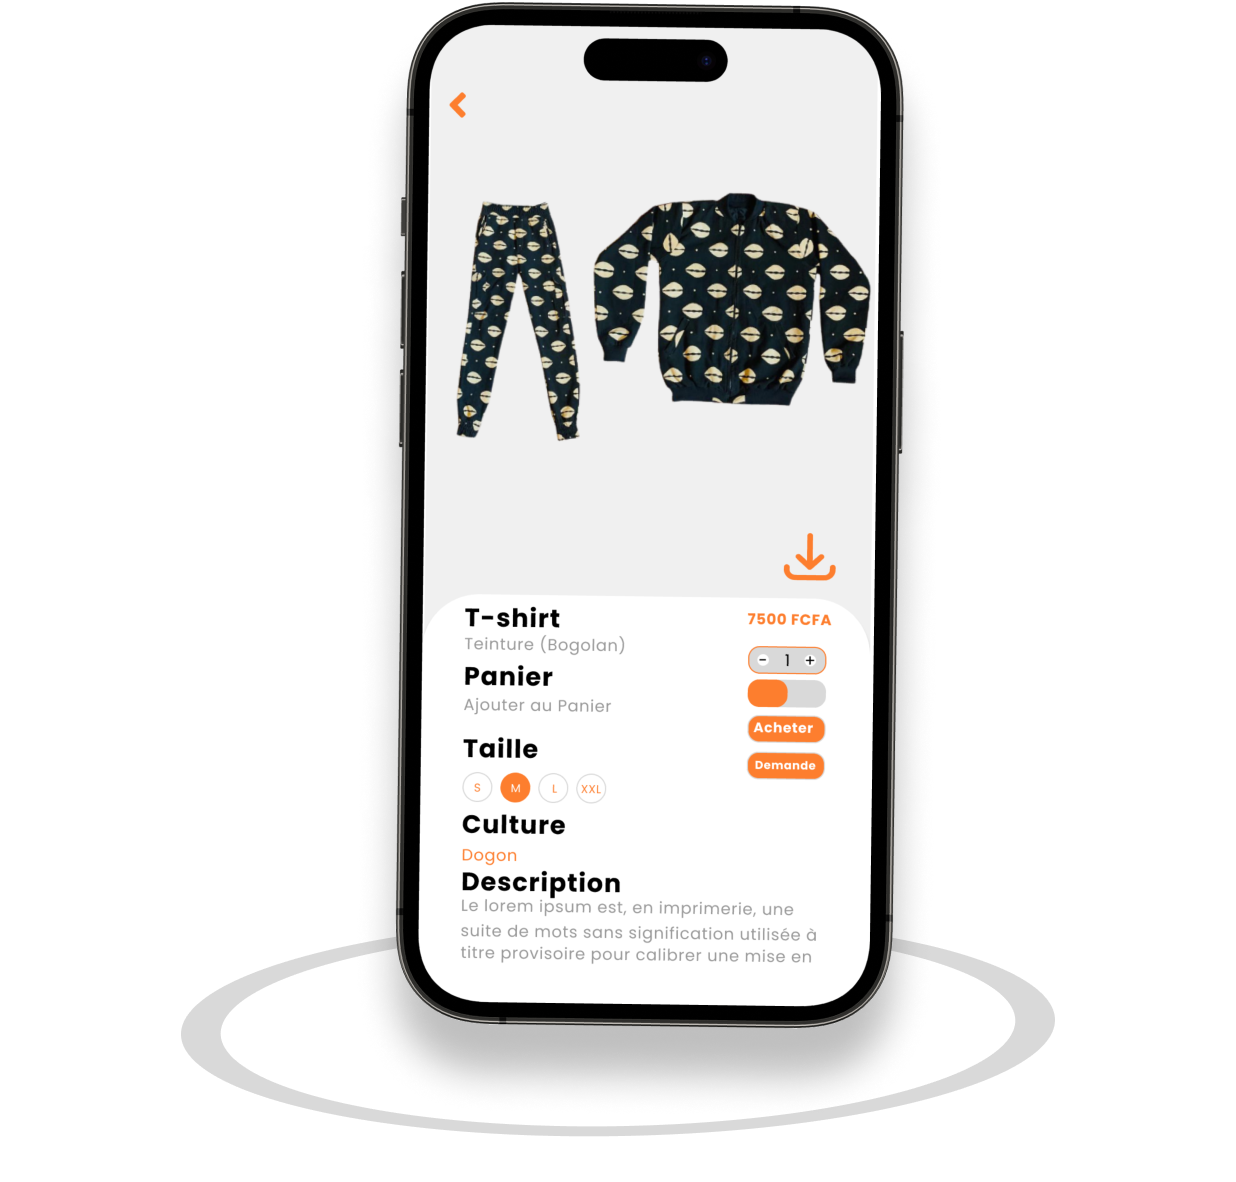 T-shirt
7500 FCFA
Teinture (Bogolan)
- 1 +
Panier
Ajouter au Panier
Acheter
Taille
Demande
S M L XXL
Culture
Dogon
Description
Le lorem ipsum est, en imprimerie, une
suite de mots sans signification utilisée à
titre provisoire pour calibrer une mise en